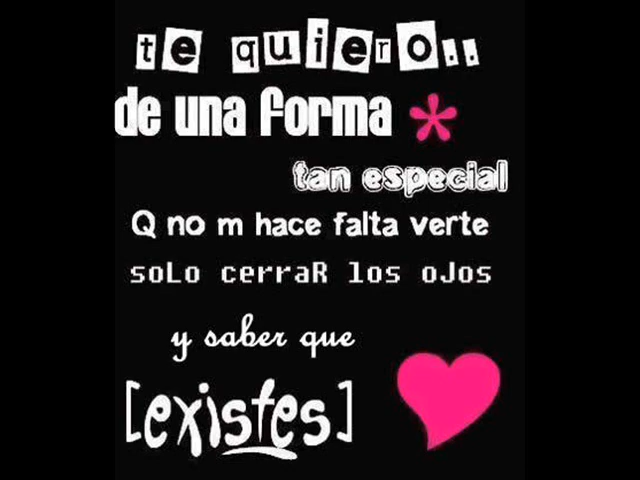 te quiero..
de una forma *
tan especial
Q no m hace falta verte
soLo cerraR los oJos
y saber que
[existes]